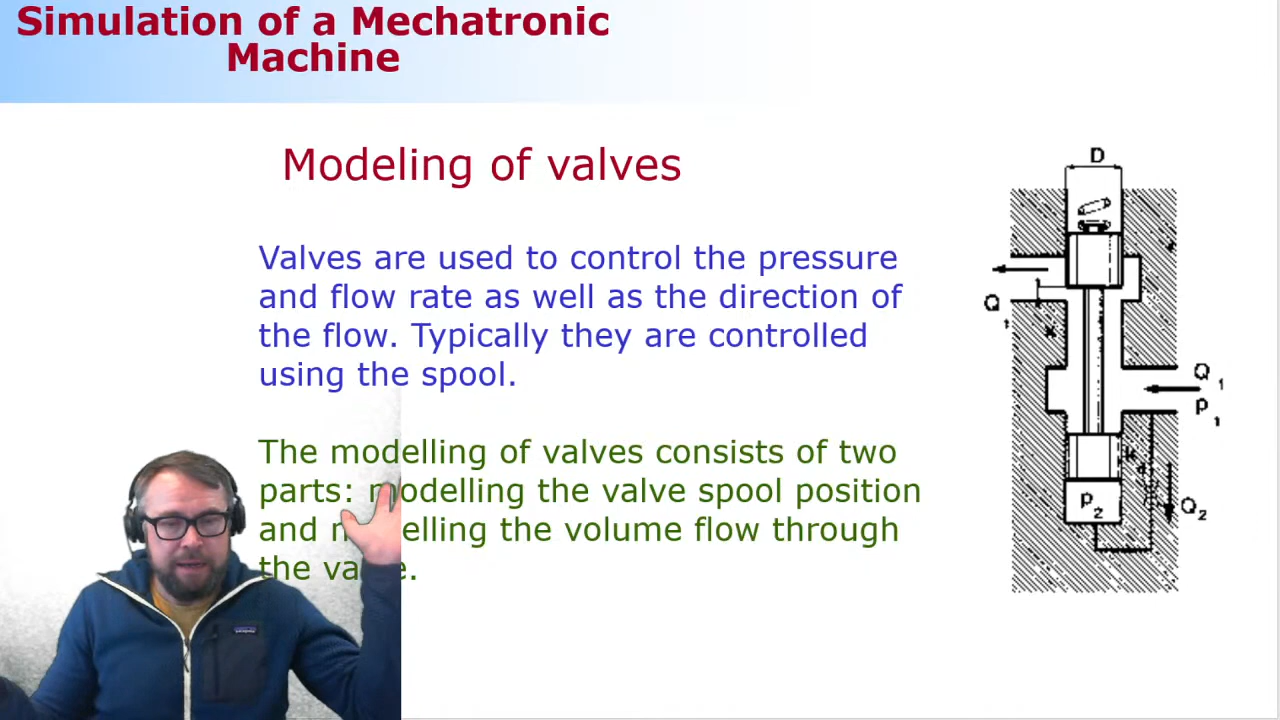 Simulation of a Mechatronic
Machine
Modeling of valves
Valves are used to control the pressure
and flow rate as well as the direction of
the flow. Typically they are controlled
using the spool.
The modelling of valves consists of two
parts: modelling the valve spool position
and modelling the volume flow through
the valve.
D
Q1
x
Q1
p1
k
p2
Q2